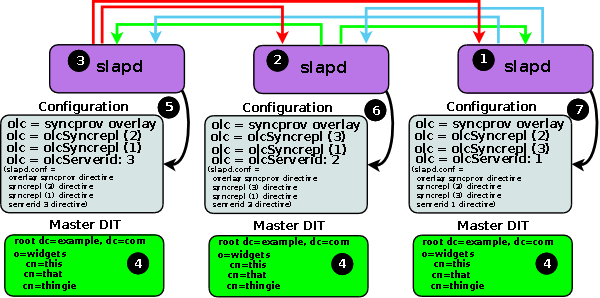 3 slapd
2 slapd
1 slapd
5
6
7
Configuration
olc = syncprov overlay
olc = olcSyncrepl (2)
olc = olcSyncrepl (1)
olc = olcServerid: 3
(slapd.conf =
overlay syncprov directive
syncrepl (2) directive
syncrepl (1) directive
serverid 3 directive)
Configuration
olc = syncprov overlay
olc = olcSyncrepl (3)
olc = olcSyncrepl (1)
olc = olcServerid: 2
(slapd.conf =
overlay syncprov directive
syncrepl (3) directive
syncrepl (1) directive
serverid 2 directive)
Configuration
olc = syncprov overlay
olc = olcSyncrepl (2)
olc = olcSyncrepl (3)
olc = olcServerid: 1
(slapd.conf =
overlay syncprov directive
syncrepl (2) directive
syncrepl (3) directive
serverid 1 directive)
Master DIT
root dc=example, dc=com
o=widgets
cn=this
cn=that
cn=thingie
4
Master DIT
root dc=example, dc=com
o=widgets
cn=this
cn=that
cn=thingie
4
Master DIT
root dc=example, dc=com
o=widgets
cn=this
cn=that
cn=thingie
4